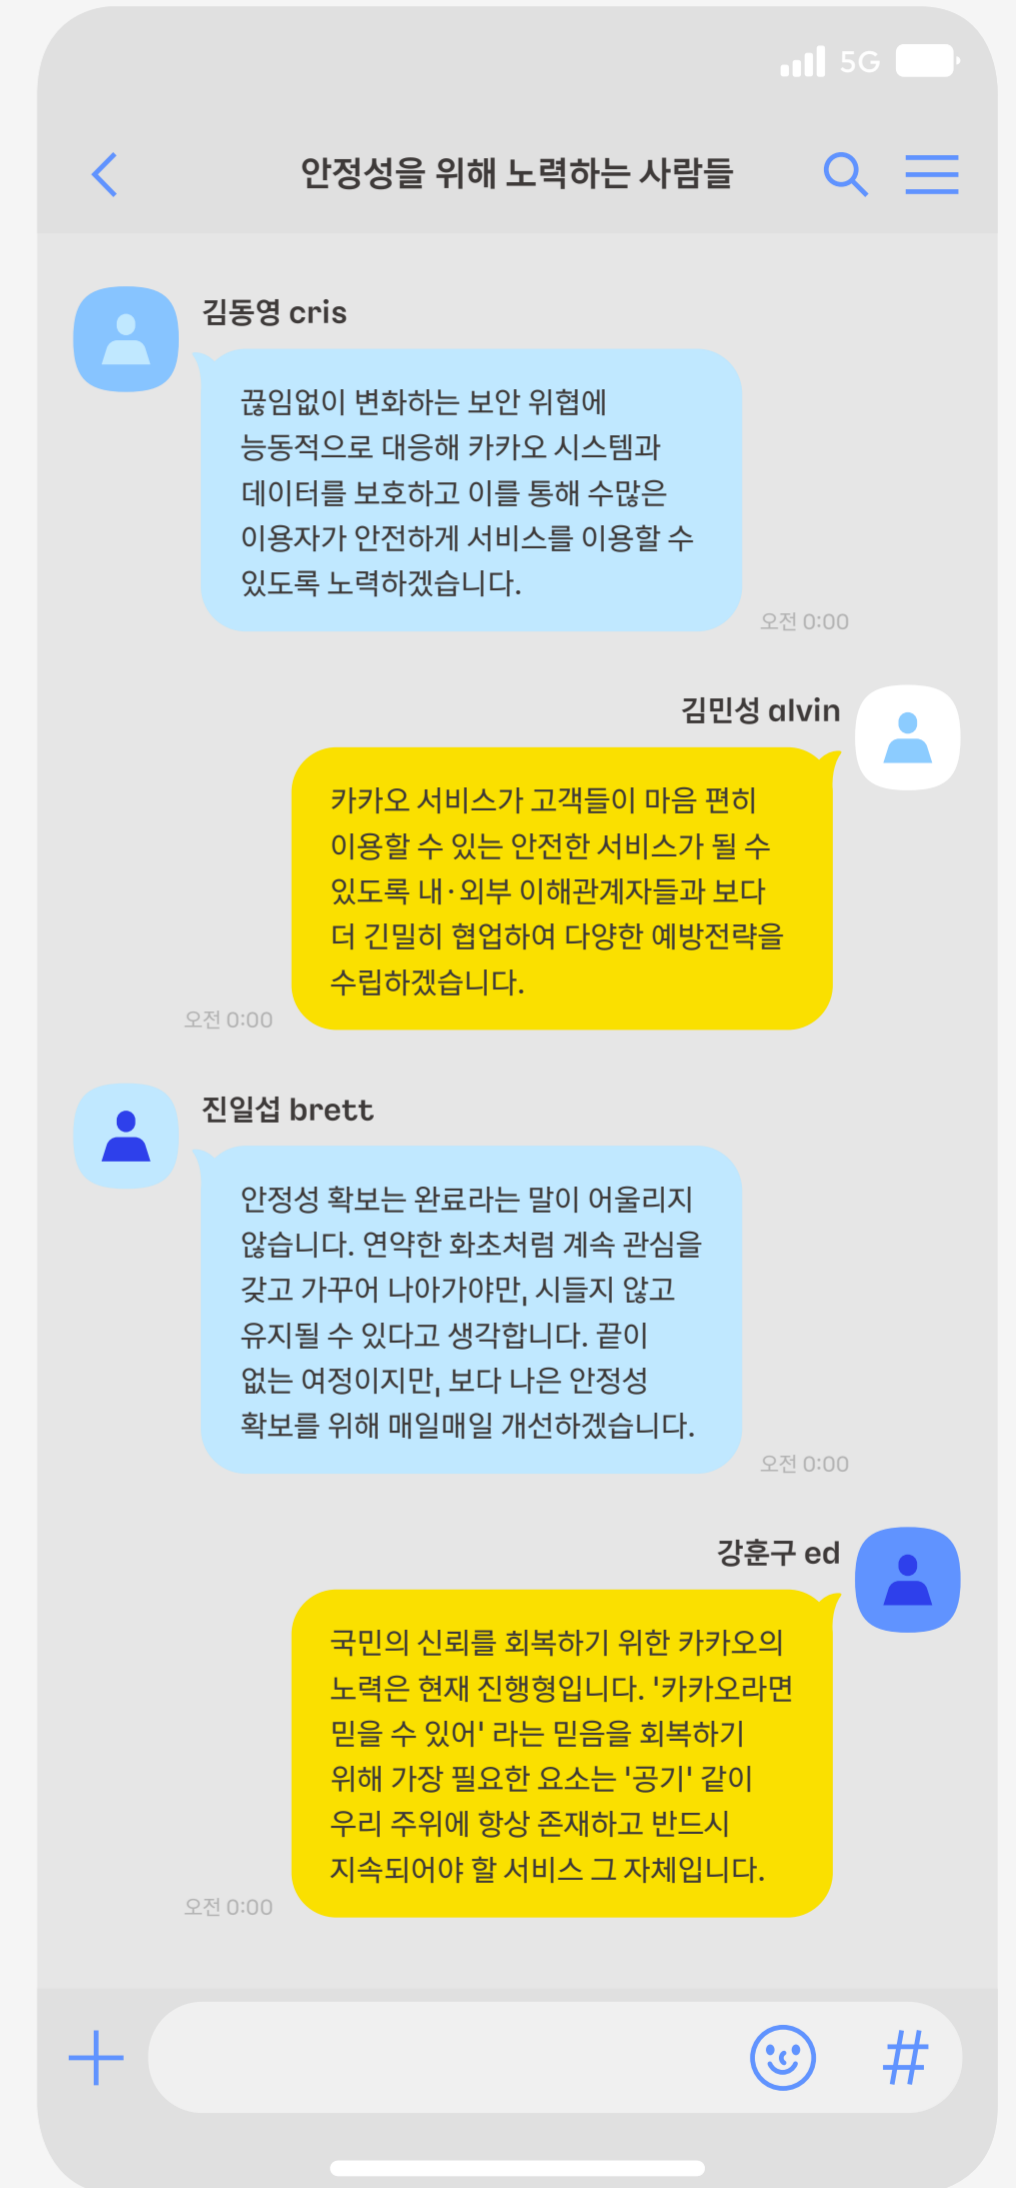 5G
안정성을 위해 노력하는 사람들
김동영 cris
끊임없이 변화하는 보안 위협에
능동적으로 대응해 카카오 시스템과
데이터를 보호하고 이를 통해 수많은
이용자가 안전하게 서비스를 이용할 수
있도록 노력하겠습니다.
오전 0:00
김민성 alvin
카카오 서비스가 고객들이 마음 편히
이용할 수 있는 안전한 서비스가 될 수
있도록 내·외부 이해관계자들과 보다
더 긴밀히 협업하여 다양한 예방전략을
수립하겠습니다.
오전 0:00
진일섭 brett
안정성 확보는 완료라는 말이 어울리지
않습니다. 연약한 화초처럼 계속 관심을
갖고 가꾸어 나아가야만, 시들지 않고
유지될 수 있다고 생각합니다. 끝이
없는 여정이지만, 보다 나은 안정성
확보를 위해 매일매일 개선하겠습니다.
오전 0:00
강훈구 ed
국민의 신뢰를 회복하기 위한 카카오의
노력은 현재 진행형입니다. '카카오라면
믿을 수 있어' 라는 믿음을 회복하기
위해 가장 필요한 요소는 '공기' 같이
우리 주위에 항상 존재하고 반드시
지속되어야 할 서비스 그 자체입니다.
오전 0:00
#